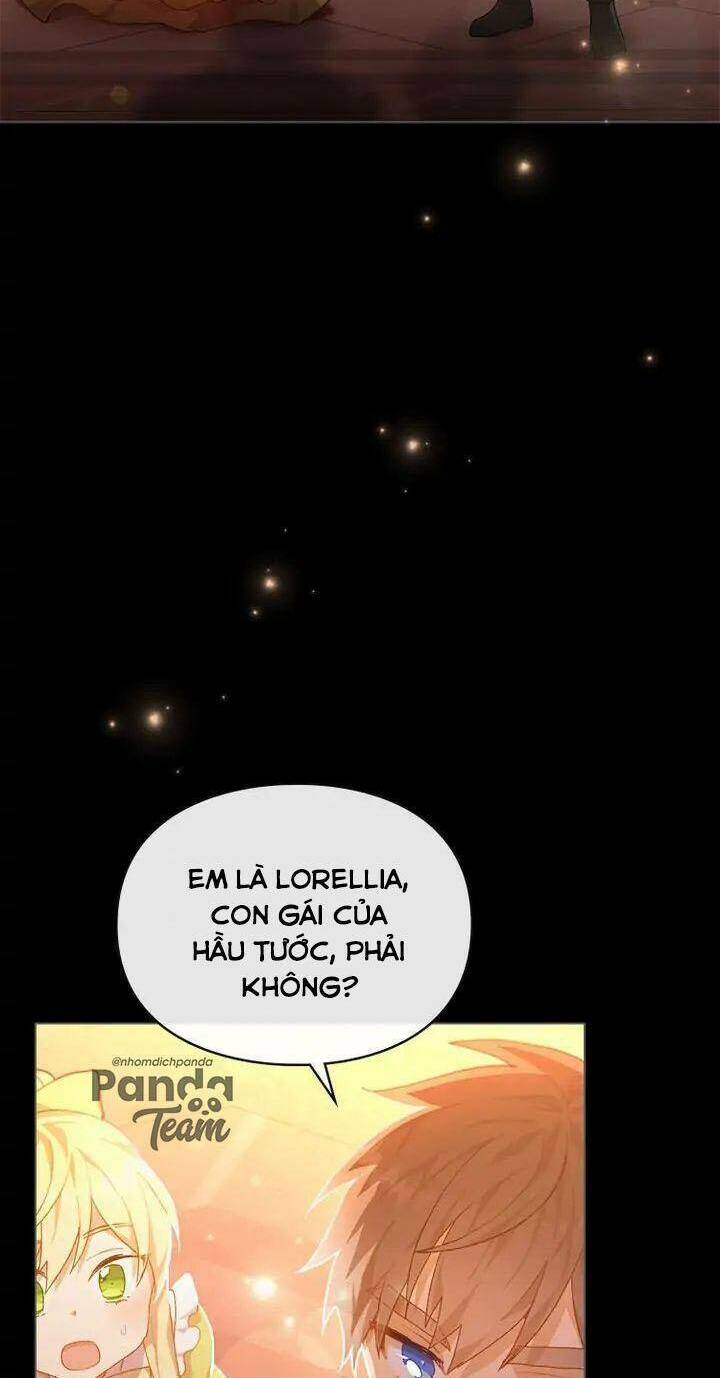 EM LÀ LORELLIA,
CON GÁI CỦA
HẦU TƯỚC, PHẢI
KHÔNG?
@nhomdichpanda
Panda
Team